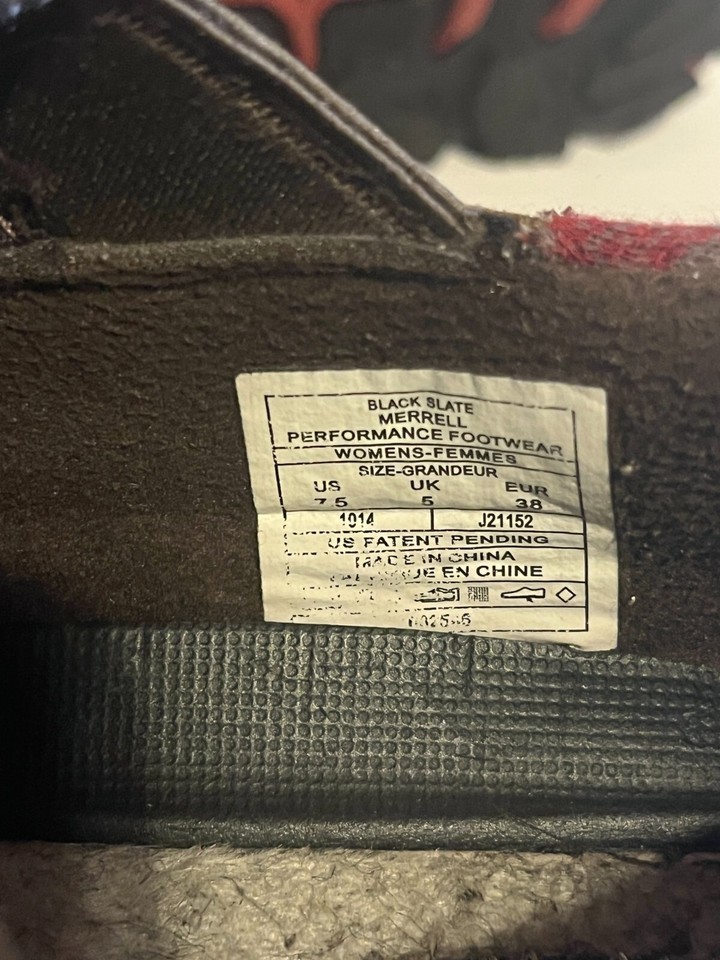 BLACK SLATE
MERRELL
PERFORMANCE FOOTWEAR
WOMENS-FEMMES
SIZE-GRANDEUR
US UK EUR
7.5 5 38
1014 J21152
US PATENT PENDING
MADE IN CHINA
EN CHINE